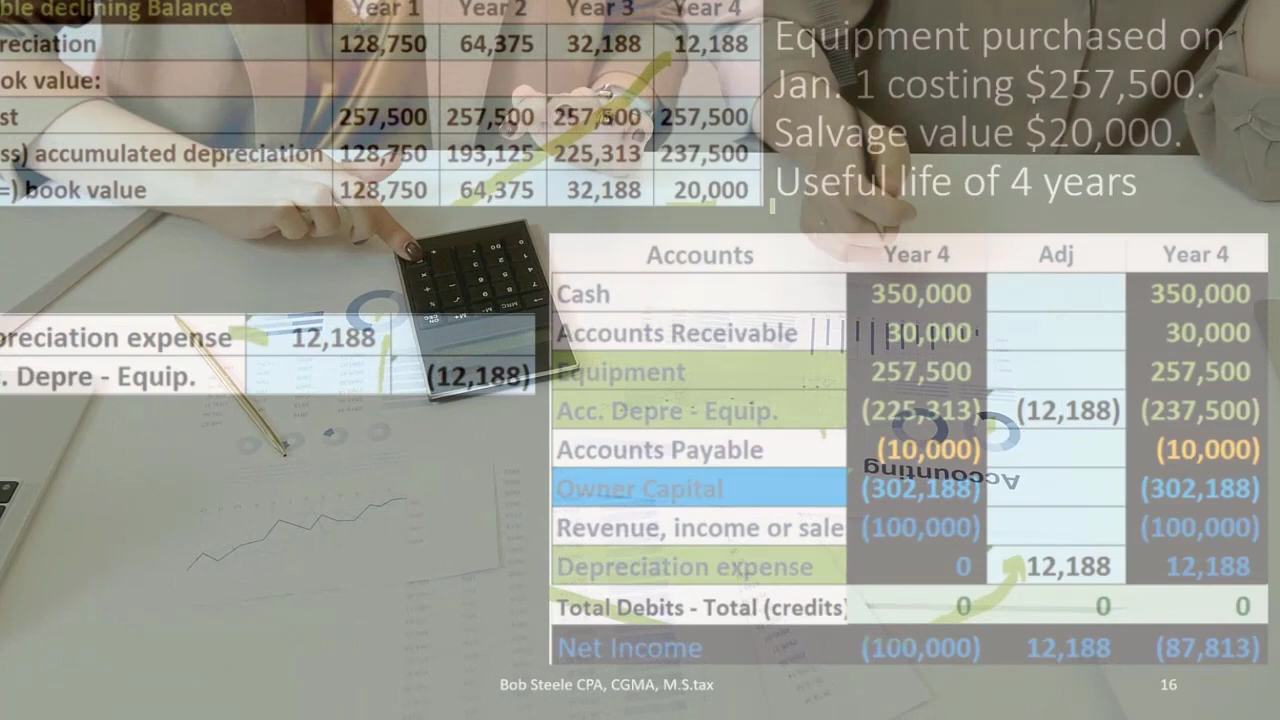 ble declining Balance Year 1 Year 2 Year 3 Year 4
reciation 128,750 64,375 32,188 12,188
ok value:
st 257,500 257,500 257,500 257,500
ss) accumulated depreciation 128,750 193,125 225,313 237,500
=) book value 128,750 64,375 32,188 20,000
Equipment purchased on
Jan. 1 costing $257,500.
Salvage value $20,000.
Useful life of 4 years
preciation expense 12,188
. Depre - Equip. (12,188)
Accounts Year 4 Adj Year 4
Cash 350,000 350,000
Accounts Receivable 30,000 30,000
Equipment 257,500 257,500
Acc. Depre - Equip. (225,313) (12,188) (237,500)
Accounts Payable (10,000) (10,000)
Accounting
Owner Capital (302,188) (302,188)
Revenue, income or sale (100,000) (100,000)
Depreciation expense 0 12,188 12,188
Total Debits - Total (credits) 0 0 0
Net Income (100,000) 12,188 (87,813)
Bob Steele CPA, CGMA, M.S.tax 16